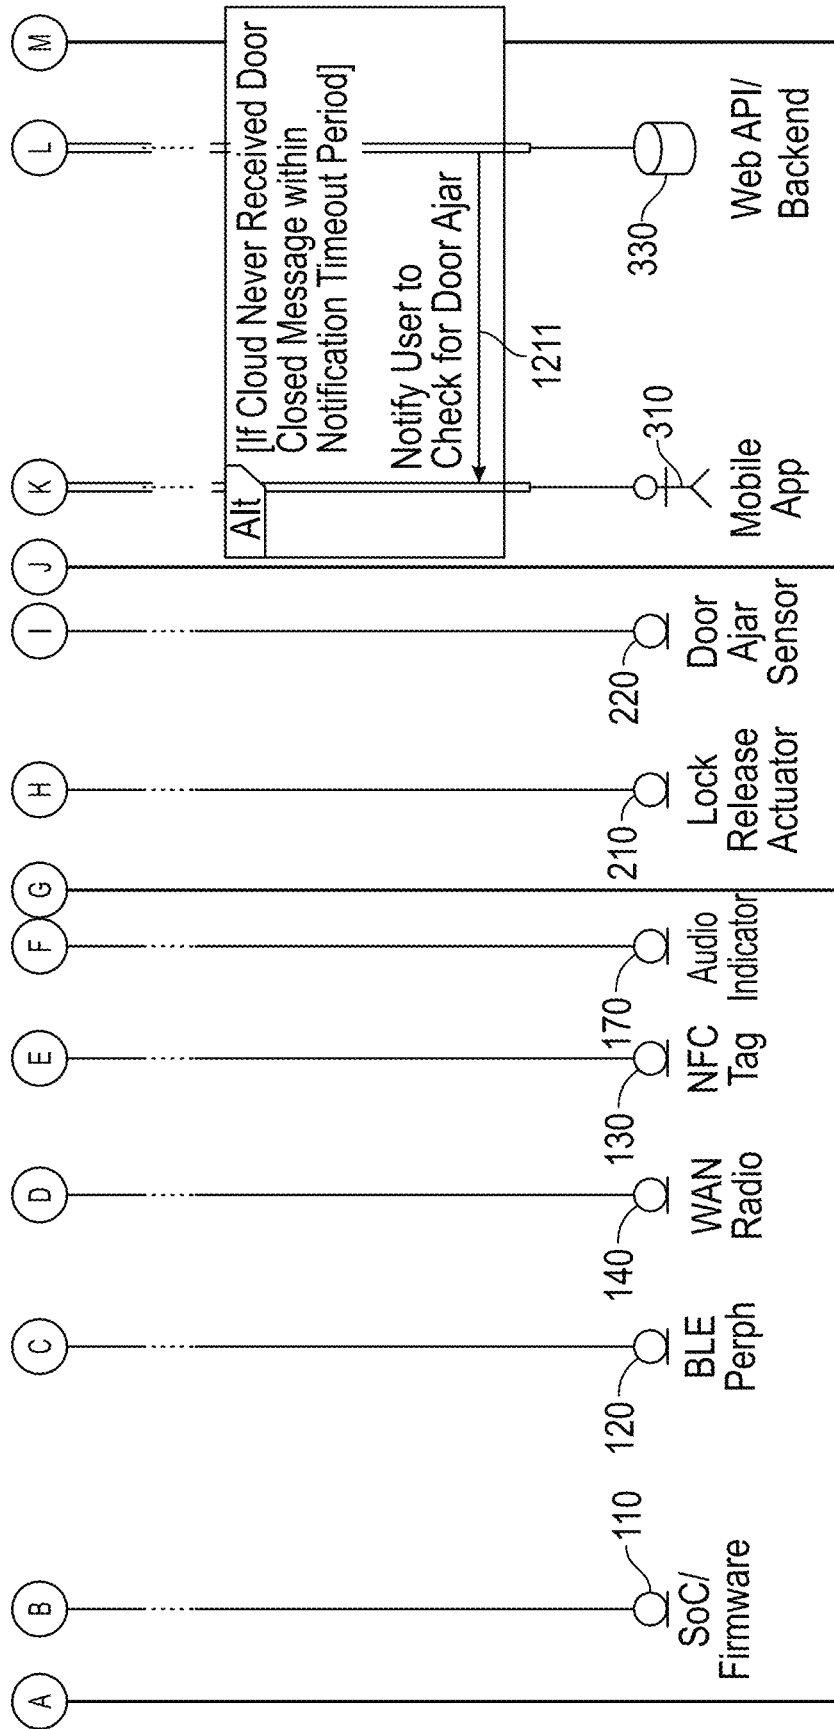 A
B
C
D
E
F
G
H
I
J
K
L
M
Alt
[If Cloud Never Received Door
Closed Message within
Notification Timeout Period]
Notify User to
Check for Door Ajar
1211
110
SoC/
Firmware
120
BLE
Perph
140
WAN
Radio
130
NFC
Tag
170
Audio
Indicator
210
Lock
Release
Actuator
220
Door
Ajar
Sensor
310
Mobile
App
330
Web API/
Backend